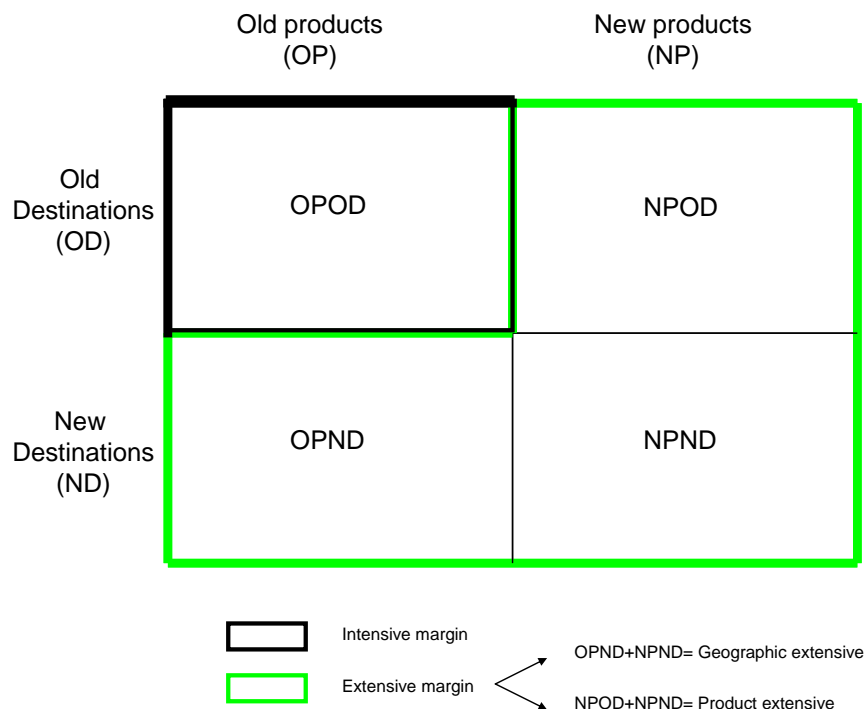 Old products
(OP)
New products
(NP)
Old
Destinations
(OD)
OPOD
NPOD
New
Destinations
(ND)
OPND
NPND
Intensive margin
Extensive margin
OPND+NPND= Geographic extensive
NPOD+NPND= Product extensive